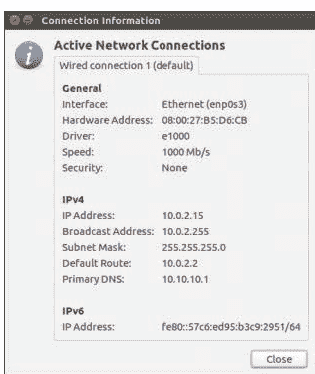 Connection Information
Active Network Connections
Wired connection 1 (default)
General
Interface: Ethernet (enp0s3)
Hardware Address: 08:00:27:B5:D6:CB
Driver: e1000
Speed: 1000 Mb/s
Security: None
IPv4
IP Address: 10.0.2.15
Broadcast Address: 10.0.2.255
Subnet Mask: 255.255.255.0
Default Route: 10.0.2.2
Primary DNS: 10.10.10.1
IPv6
IP Address: fe80::57c6:ed95:b3c9:2951/64
Close